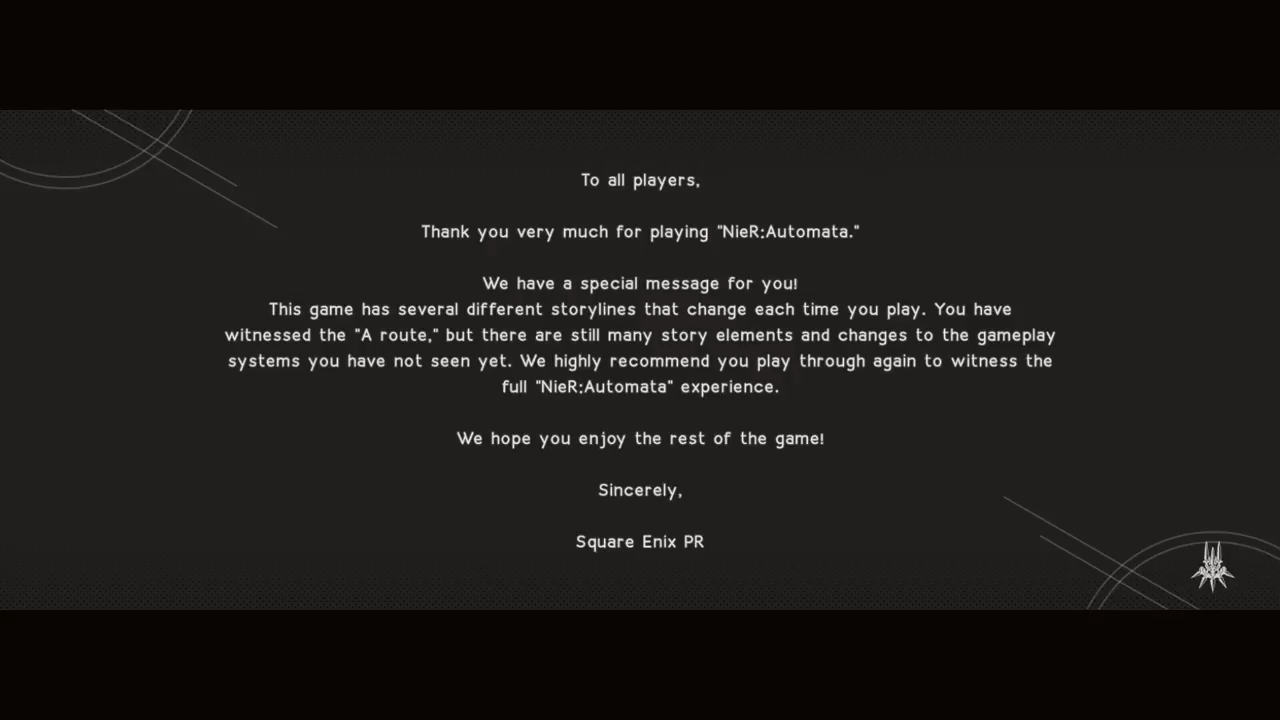 To all players,
Thank you very much for playing "NieR:Automata."
We have a special message for you!
This game has several different storylines that change each time you play. You have
witnessed the "A route," but there are still many story elements and changes to the gameplay
systems you have not seen yet. We highly recommend you play through again to witness the
full "NieR:Automata" experience.
We hope you enjoy the rest of the game!
Sincerely,
Square Enix PR